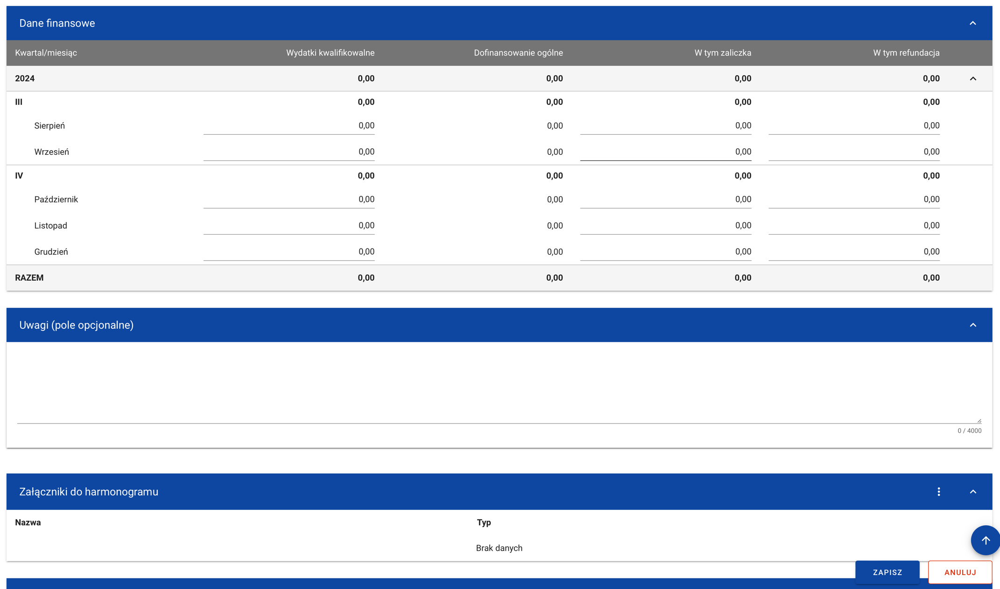 Dane finansowe
Kwartal/miesiąc Wydatki kwalifikowalne Dofinansowanie ogólne W tym zaliczka W tym refundacja
2024 0,00 0,00 0,00 0,00
III 0,00 0,00 0,00 0,00
Sierpień 0,00 0,00 0,00 0,00
Wrzesień 0,00 0,00 0,00 0,00
IV 0,00 0,00 0,00 0,00
Październik 0,00 0,00 0,00 0,00
Listopad 0,00 0,00 0,00 0,00
Grudzień 0,00 0,00 0,00 0,00
RAZEM 0,00 0,00 0,00 0,00
Uwagi (pole opcjonalne)
0 / 4000
Załączniki do harmonogramu
Nazwa Typ
Brak danych
ZAPISZ ANULUJ